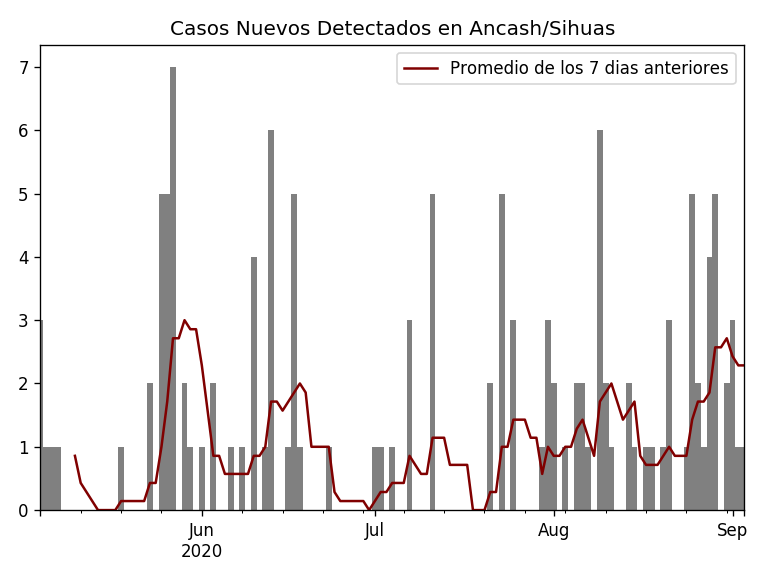 Casos Nuevos Detectados en Ancash/Sihuas
Promedio de los 7 dias anteriores
7
6
5
4
3
2
1
0
Jun
2020
Jul
Aug
Sep